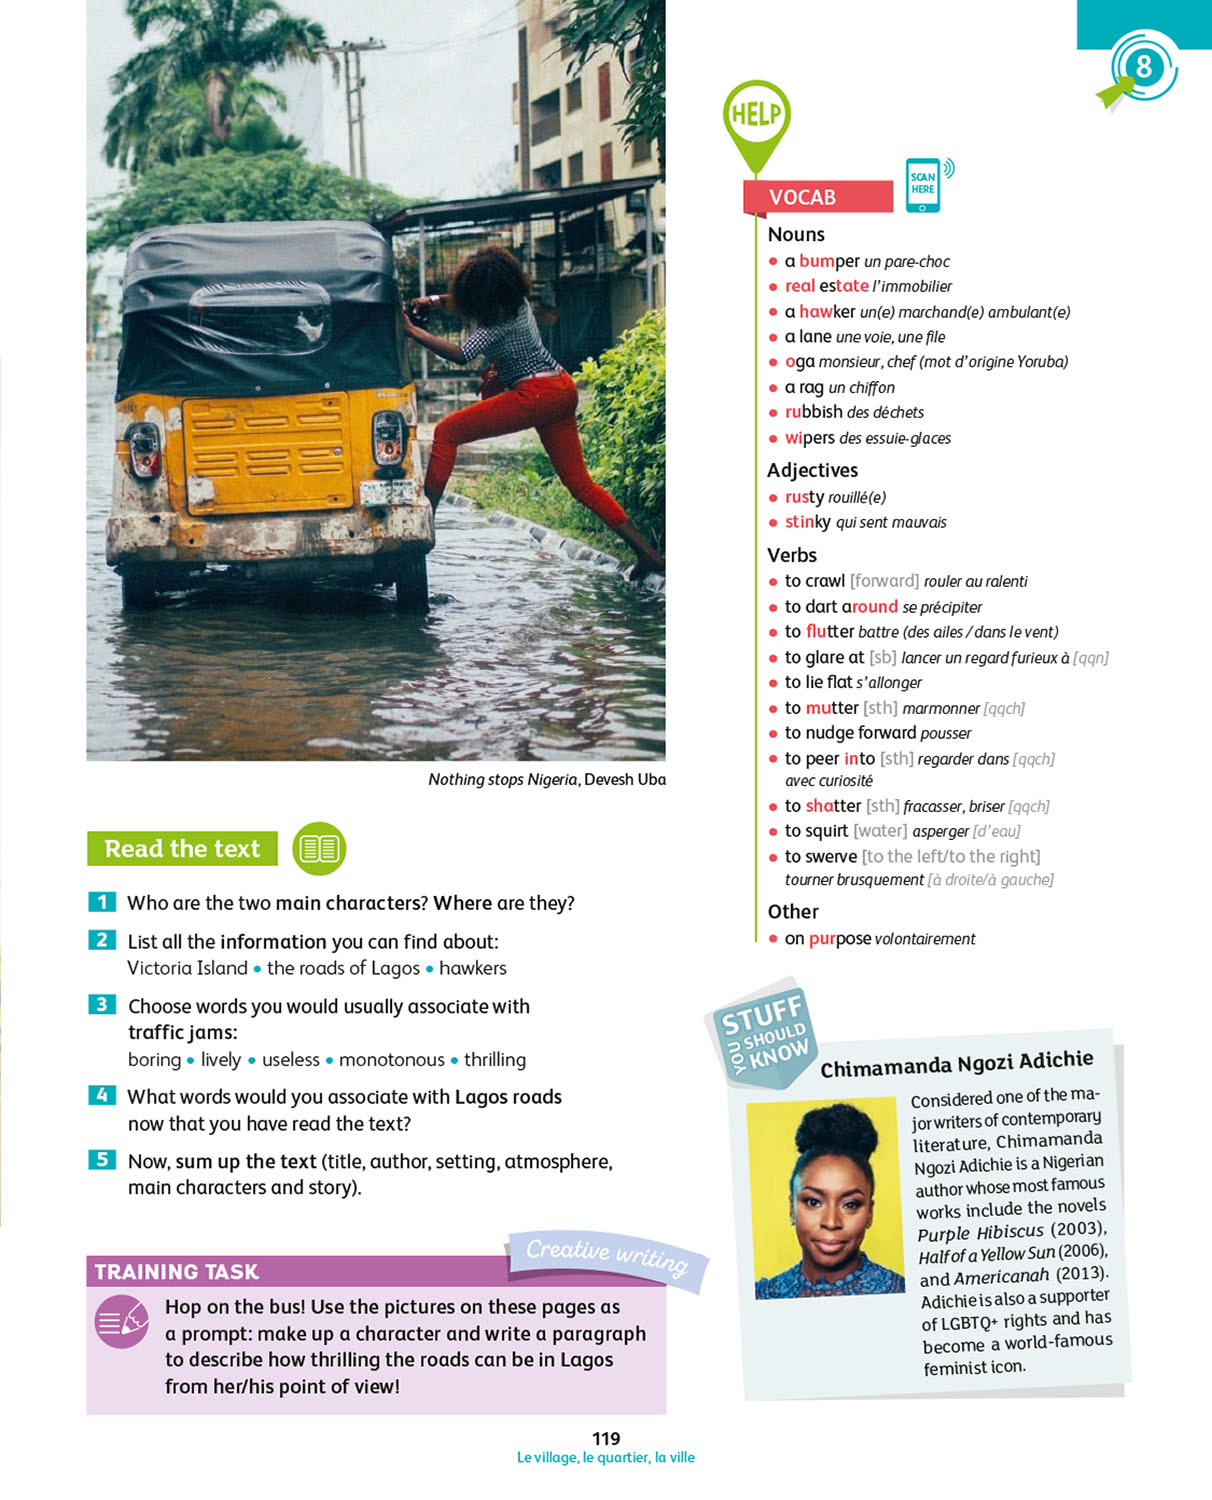 8
Nothing stops Nigeria, Devesh Uba
Read the text
1 Who are the two main characters? Where are they?
2 List all the information you can find about:
Victoria Island • the roads of Lagos • hawkers
3 Choose words you would usually associate with
traffic jams:
boring • lively • useless • monotonous • thrilling
4 What words would you associate with Lagos roads
now that you have read the text?
5 Now, sum up the text (title, author, setting, atmosphere,
main characters and story).
Creative writing
TRAINING TASK
Hop on the bus! Use the pictures on these pages as
a prompt: make up a character and write a paragraph
to describe how thrilling the roads can be in Lagos
from her/his point of view!
HELP
VOCAB
SCAN
HERE
Nouns
• a bumper un pare-choc
• real estate l'immobilier
• a hawker un(e) marchand(e) ambulant(e)
• a lane une voie, une file
• oga monsieur, chef (mot d'origine Yoruba)
• a rag un chiffon
• rubbish des déchets
• wipers des essuie-glaces
Adjectives
• rusty rouillé(e)
• stinky qui sent mauvais
Verbs
• to crawl [forward] rouler au ralenti
• to dart around se précipiter
• to flutter battre (des ailes / dans le vent)
• to glare at [sb] lancer un regard furieux à [qqn]
• to lie flat s'allonger
• to mutter [sth] marmonner [qqch]
• to nudge forward pousser
• to peer into [sth] regarder dans [qqch]
avec curiosité
• to shatter [sth] fracasser, briser [qqch]
• to squirt [water] asperger [d'eau]
• to swerve [to the left/to the right]
tourner brusquement [à droite/à gauche]
Other
• on purpose volontairement
STUFF
YOU SHOULD
KNOW
Chimamanda Ngozi Adichie
Considered one of the ma-
jor writers of contemporary
literature, Chimamanda
Ngozi Adichie is a Nigerian
author whose most famous
works include the novels
Purple Hibiscus (2003),
Half of a Yellow Sun (2006),
and Americanah (2013).
Adichie is also a supporter
of LGBTQ+ rights and has
become a world-famous
feminist icon.
119
Le village, le quartier, la ville